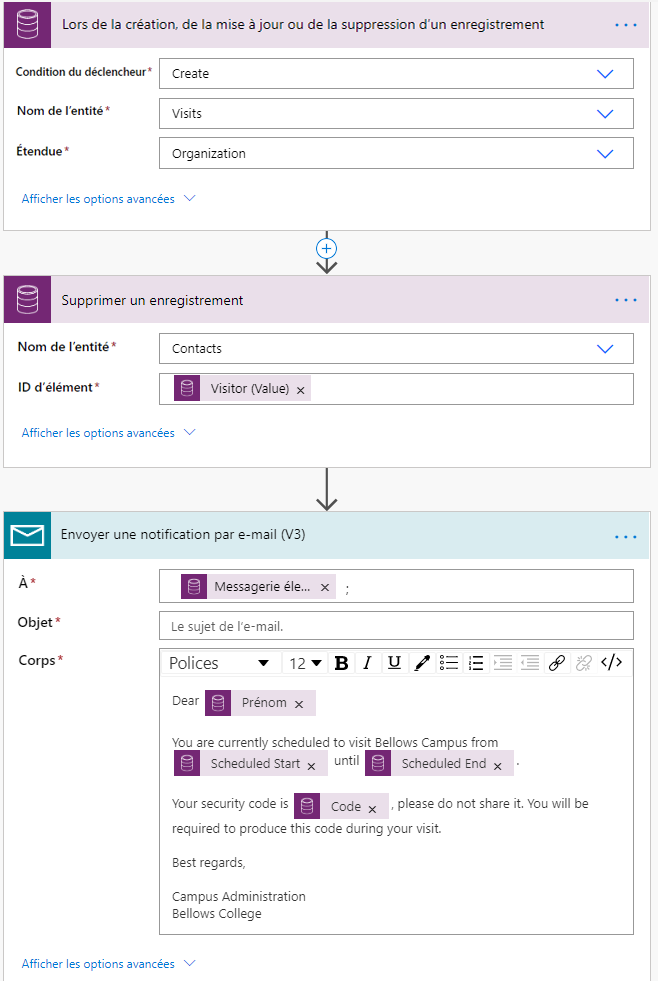 Lors de la création, de la mise à jour ou de la suppression d'un enregistrement
Condition du déclencheur* Create
Nom de l'entité* Visits
Étendue* Organization
Afficher les options avancées
Supprimer un enregistrement
Nom de l'entité* Contacts
ID d'élément* Visitor (Value) ×
Afficher les options avancées
Envoyer une notification par e-mail (V3)
À* Messagerie éle... × ;
Objet* Le sujet de l'e-mail.
Corps* Polices 12 B I U </>
Dear Prénom ×
You are currently scheduled to visit Bellows Campus from
Scheduled Start × until Scheduled End × .
Your security code is Code × , please do not share it. You will be
required to produce this code during your visit.
Best regards,
Campus Administration
Bellows College
Afficher les options avancées